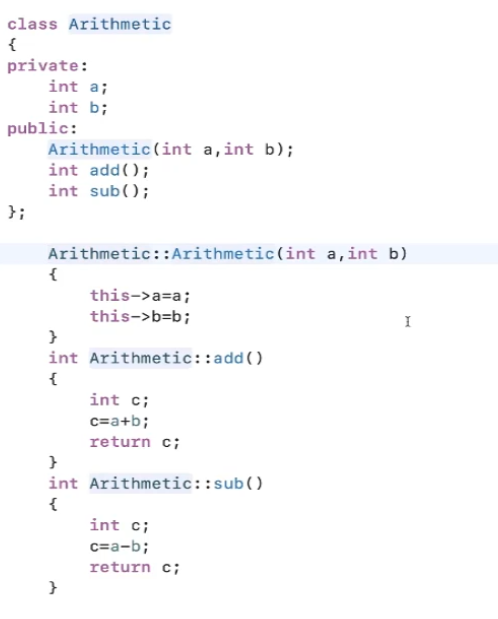 class Arithmetic
{
private:
    int a;
    int b;
public:
    Arithmetic(int a,int b);
    int add();
    int sub();
};

    Arithmetic::Arithmetic(int a,int b)
    {
        this->a=a;
        this->b=b;
    }
    int Arithmetic::add()
    {
        int c;
        c=a+b;
        return c;
    }
    int Arithmetic::sub()
    {
        int c;
        c=a-b;
        return c;
    }